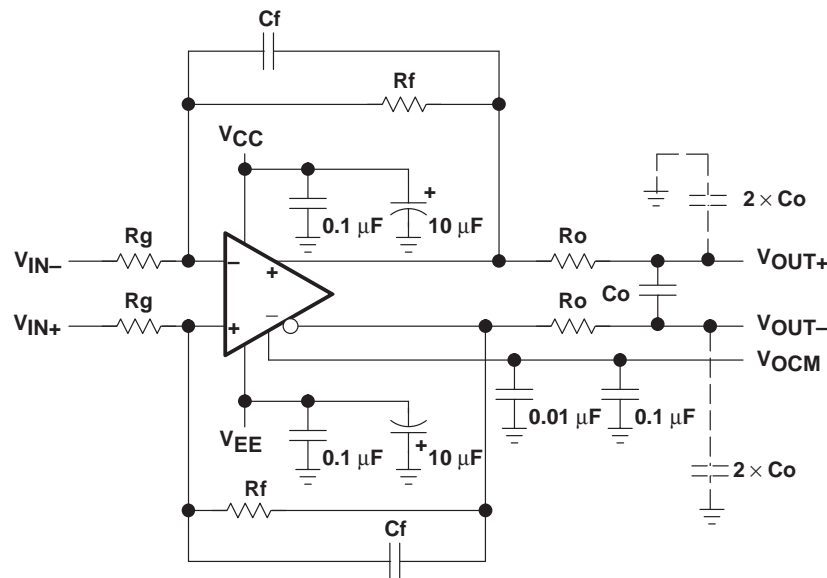 Cf
Rf
VCC
+
0.1 μF
10 μF
2 × Co
VIN–
Rg
–
+
Ro
VOUT+
Co
VIN+
Rg
+
–
Ro
VOUT–
VOCM
0.01 μF
0.1 μF
VEE
0.1 μF
+
10 μF
2 × Co
Rf
Cf